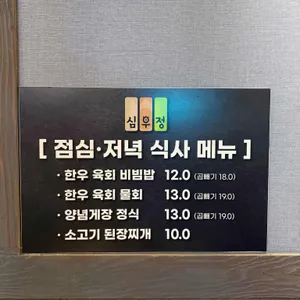 심후정
[ 점심·저녁 식사 메뉴 ]
· 한우 육회 비빔밥 12.0 (곱빼기 18.0)
· 한우 육회 물회 13.0 (곱빼기 19.0)
· 양념게장 정식 13.0 (곱빼기 19.0)
· 소고기 된장찌개 10.0